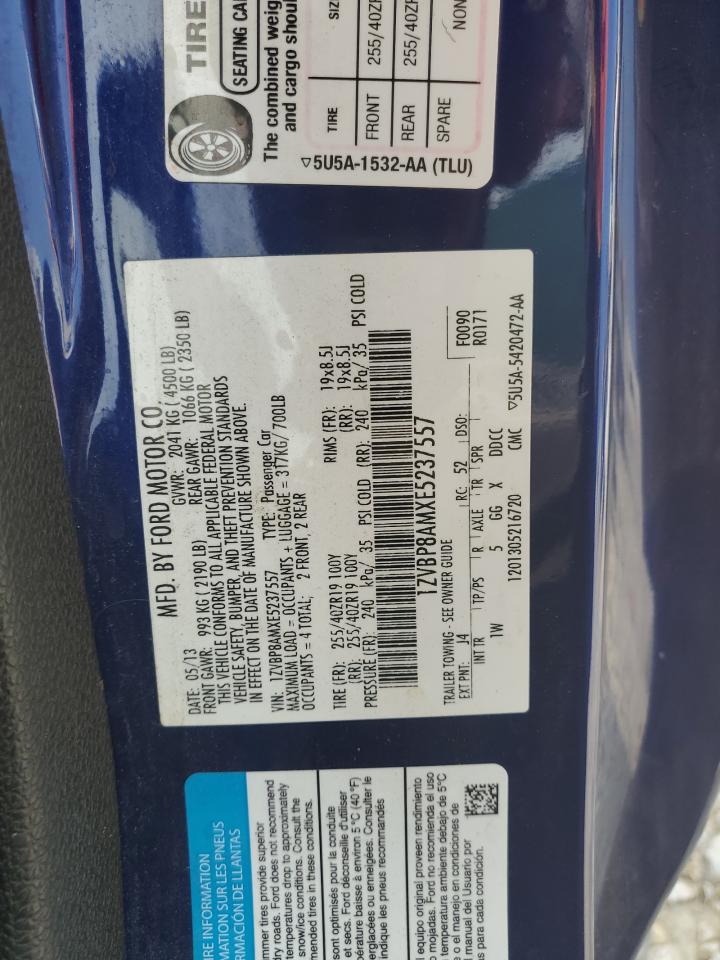 MFD. BY FORD MOTOR CO.
DATE: 05/13
GVWR: 2041 KG ( 4500 LB)
FRONT GAWR: 993 KG ( 2190 LB)
REAR GAWR: 1066 KG ( 2350 LB)
THIS VEHICLE CONFORMS TO ALL APPLICABLE FEDERAL MOTOR
VEHICLE SAFETY, BUMPER, AND THEFT PREVENTION STANDARDS
IN EFFECT ON THE DATE OF MANUFACTURE SHOWN ABOVE.
VIN: 1ZVBP8AMXE5237557 TYPE: Passenger Car
MAXIMUM LOAD = OCCUPANTS + LUGGAGE = 317KG/ 700LB
OCCUPANTS = 4 TOTAL; 2 FRONT, 2 REAR
TIRE (FR): 255/40ZR19 100Y RIMS (FR): 19x8.5J
(RR): 255/40ZR19 100Y (RR): 19x8.5J
PRESSURE (FR): 240 kPa/ 35 PSI COLD (RR): 240 kPa/ 35 PSI COLD
1ZVBP8AMXE5237557
TRAILER TOWING - SEE OWNER GUIDE F0090
EXT PNT: J4 RC: 52 DSO: R0171
INT TR TP/PS R AXLE TR SPR
1W 5 GG X DDCC
1201305216720 CMC ▽5U5A-5420472-AA
TIRE
SEATING CA
The combined weig
and cargo shoul
TIRE SIZ
FRONT 255/40ZR
REAR 255/40ZR
SPARE NON
▽5U5A-1532-AA (TLU)
IRE INFORMATION
MATION SUR LES PNEUS
RMACIÓN DE LLANTAS
mmer tires provide superior
ry roads. Ford does not recommend
temperatures drop to approximately
snow/ice conditions. Consult the
mended tires in these conditions.
sont optimisés pour la conduite
et secs. Ford déconseille d'utiliser
pérature baisse à environ 5°C (40°F)
verglacées ou enneigées. Consulter le
indique les pneus recommandés
l equipo original proveen rendimiento
o mojadas. Ford no recomienda el uso
temperatura ambiente debajo de 5°C
e o el manejo en condiciones de
l manual del Usuario por
s para cada condición.